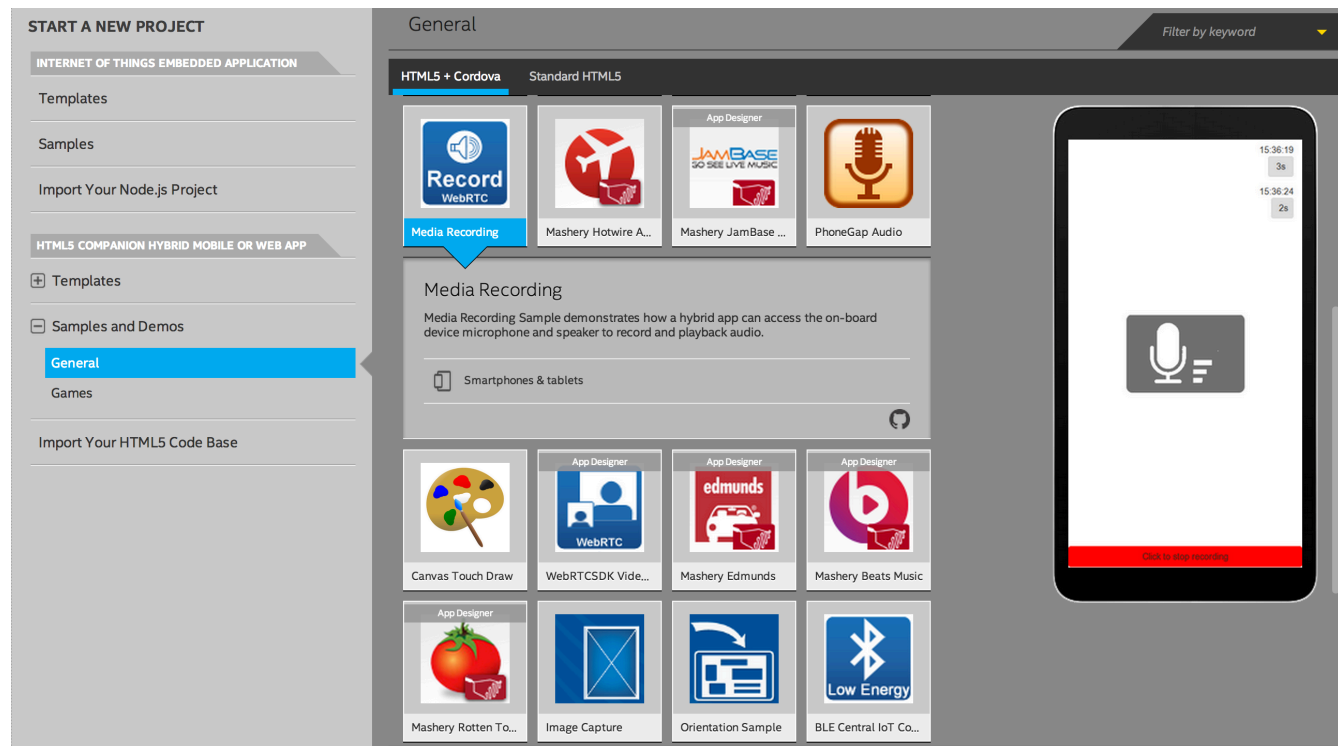 START A NEW PROJECT
INTERNET OF THINGS EMBEDDED APPLICATION
Templates
Samples
Import Your Node.js Project
HTML5 COMPANION HYBRID MOBILE OR WEB APP
Templates
Samples and Demos
General
Games
Import Your HTML5 Code Base
General
Filter by keyword
HTML5 + Cordova
Standard HTML5
Record
WebRTC
Media Recording
Mashery Hotwire A...
App Designer
JAMBASE
GO SEE LIVE MUSIC
Mashery JamBase ...
PhoneGap Audio
Media Recording
Media Recording Sample demonstrates how a hybrid app can access the on-board
device microphone and speaker to record and playback audio.
Smartphones & tablets
Canvas Touch Draw
App Designer
WebRTC
WebRTCSDK Vide...
App Designer
edmunds
Mashery Edmunds
App Designer
Mashery Beats Music
App Designer
Mashery Rotten To...
Image Capture
Orientation Sample
Low Energy
BLE Central IoT Co...
15:36:19
3s
15:36:24
2s
Click to stop recording